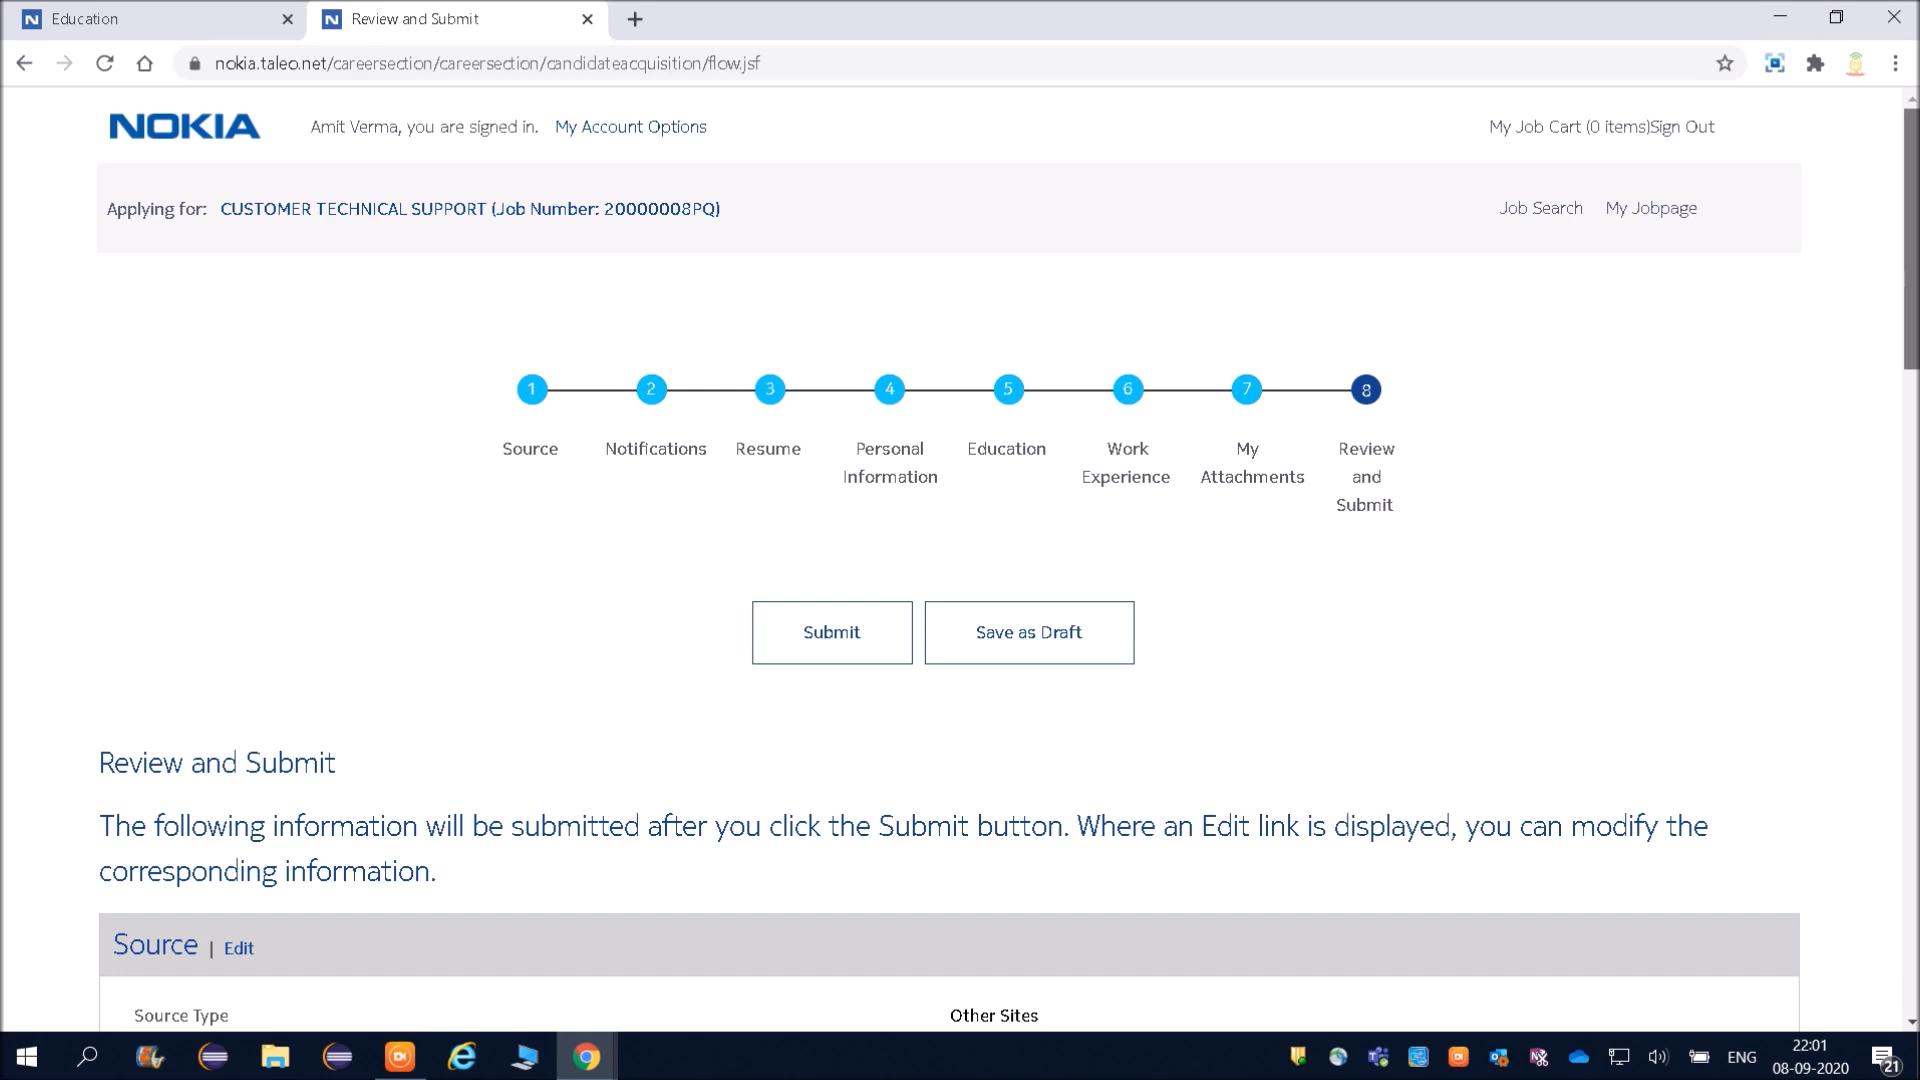 Education
Review and Submit
nokia.taleo.net/careersection/careersection/candidateacquisition/flow.jsf
NOKIA
Amit Verma, you are signed in. My Account Options
My Job Cart (0 items)Sign Out
Applying for: CUSTOMER TECHNICAL SUPPORT (Job Number: 20000008PQ)
Job Search My Jobpage
1 2 3 4 5 6 7 8
Source
Notifications
Resume
Personal
Information
Education
Work
Experience
My
Attachments
Review
and
Submit
Submit
Save as Draft
Review and Submit
The following information will be submitted after you click the Submit button. Where an Edit link is displayed, you can modify the
corresponding information.
Source | Edit
Source Type
Other Sites
ENG
22:01
08-09-2020
21